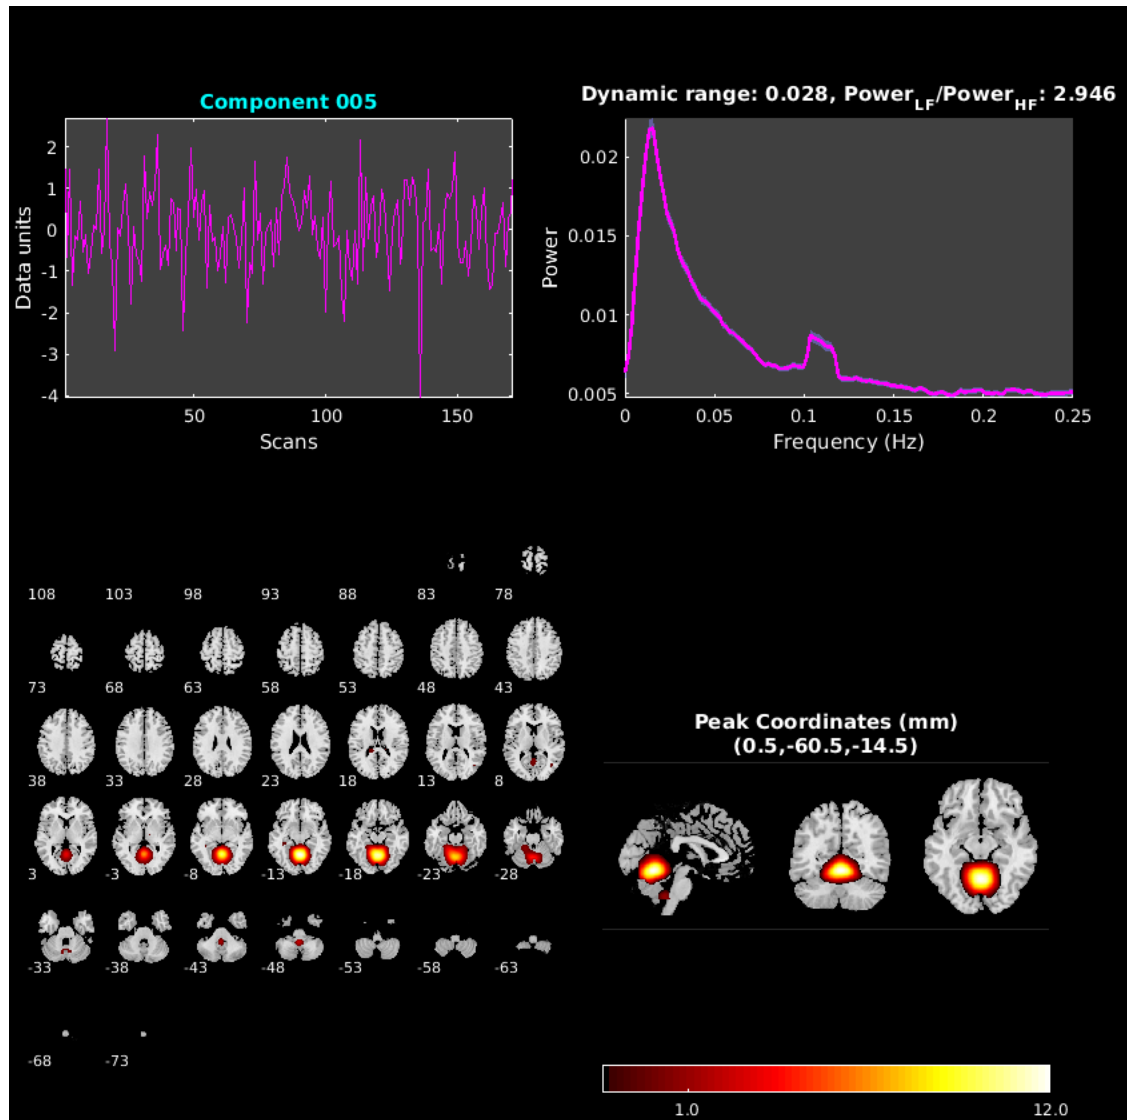 Component 005
Data units
2
1
0
-1
-2
-3
-4
50 100 150
Scans
Dynamic range: 0.028, Power_LF/Power_HF: 2.946
Power
0.02
0.015
0.01
0.005
0 0.05 0.1 0.15 0.2 0.25
Frequency (Hz)
108 103 98 93 88 83 78
73 68 63 58 53 48 43
38 33 28 23 18 13 8
3 -3 -8 -13 -18 -23 -28
-33 -38 -43 -48 -53 -58 -63
-68 -73
Peak Coordinates (mm)
(0.5,-60.5,-14.5)
1.0 12.0